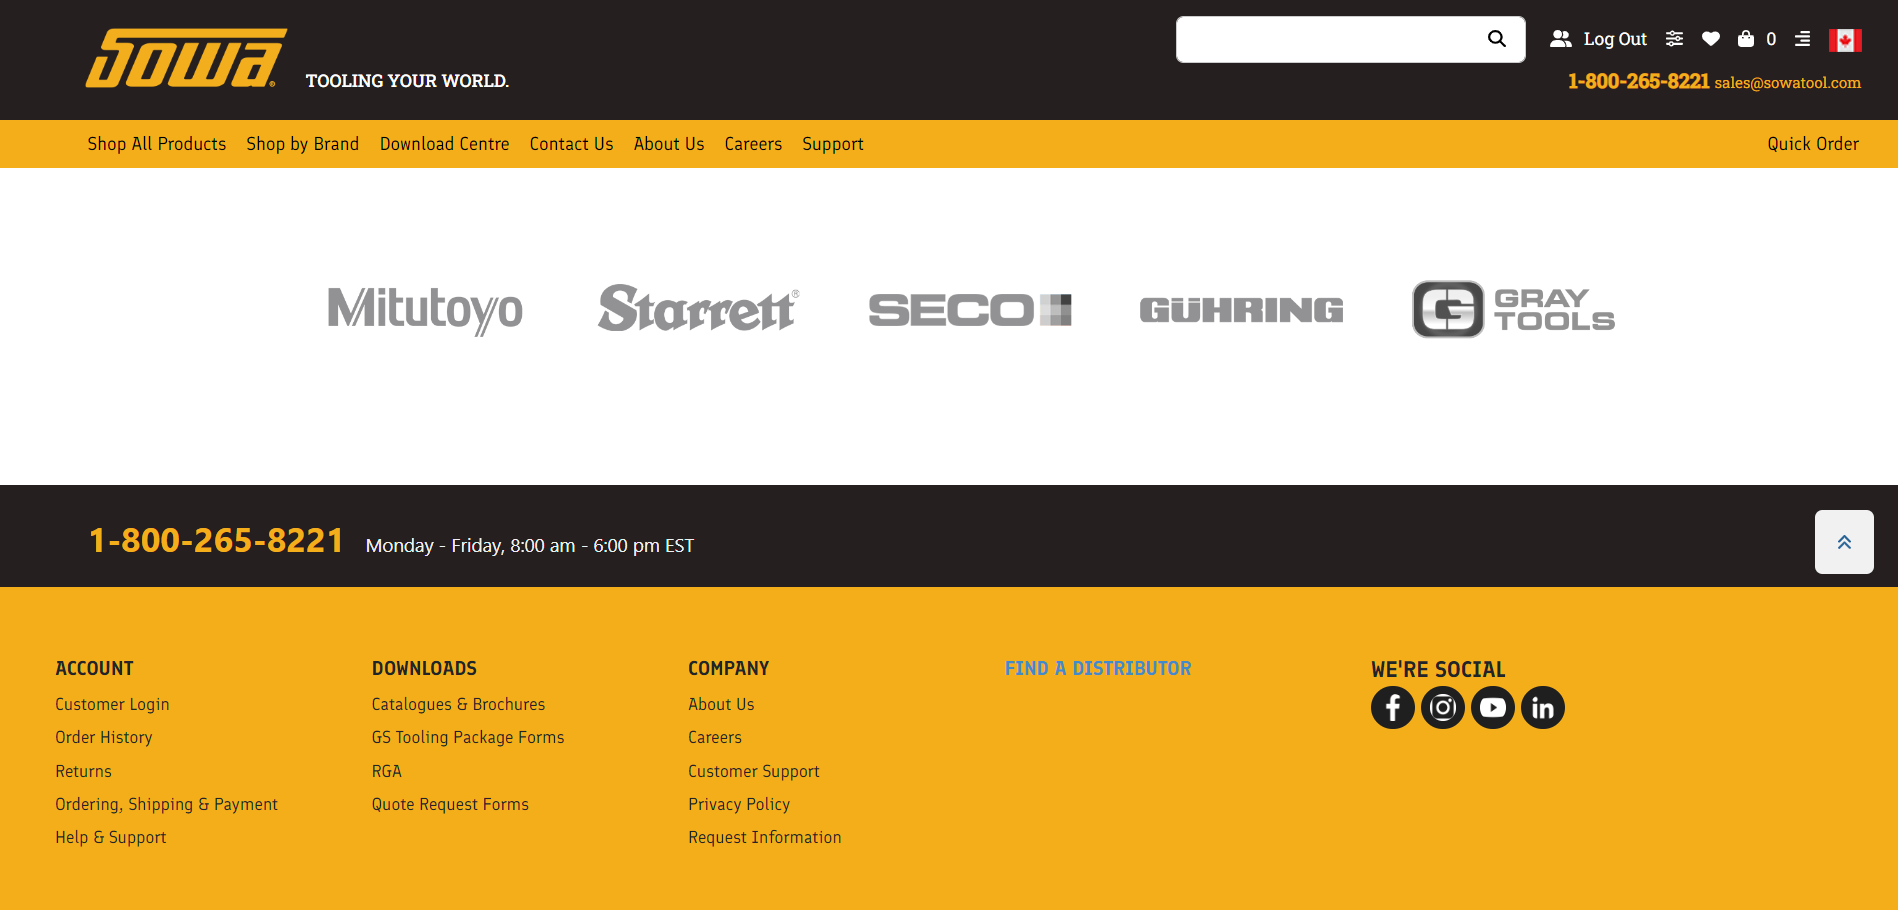 Sowa®
TOOLING YOUR WORLD.
Log Out
0
1-800-265-8221 sales@sowatool.com
Shop All Products Shop by Brand Download Centre Contact Us About Us Careers Support Quick Order
Mitutoyo Starrett® SECO GÜHRING G GRAY TOOLS
1-800-265-8221 Monday - Friday, 8:00 am - 6:00 pm EST
ACCOUNT
Customer Login
Order History
Returns
Ordering, Shipping & Payment
Help & Support
DOWNLOADS
Catalogues & Brochures
GS Tooling Package Forms
RGA
Quote Request Forms
COMPANY
About Us
Careers
Customer Support
Privacy Policy
Request Information
FIND A DISTRIBUTOR
WE'RE SOCIAL